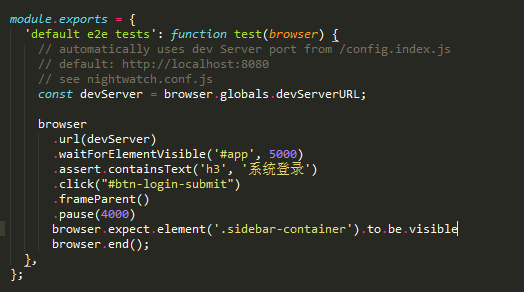 module.exports = {
  'default e2e tests': function test(browser) {
    // automatically uses dev Server port from /config.index.js
    // default: http://localhost:8080
    // see nightwatch.conf.js
    const devServer = browser.globals.devServerURL;

    browser
      .url(devServer)
      .waitForElementVisible('#app', 5000)
      .assert.containsText('h3', '系统登录')
      .click("#btn-login-submit")
      .frameParent()
      .pause(4000)
      browser.expect.element('.sidebar-container').to.be.visible
      browser.end();
  },
};